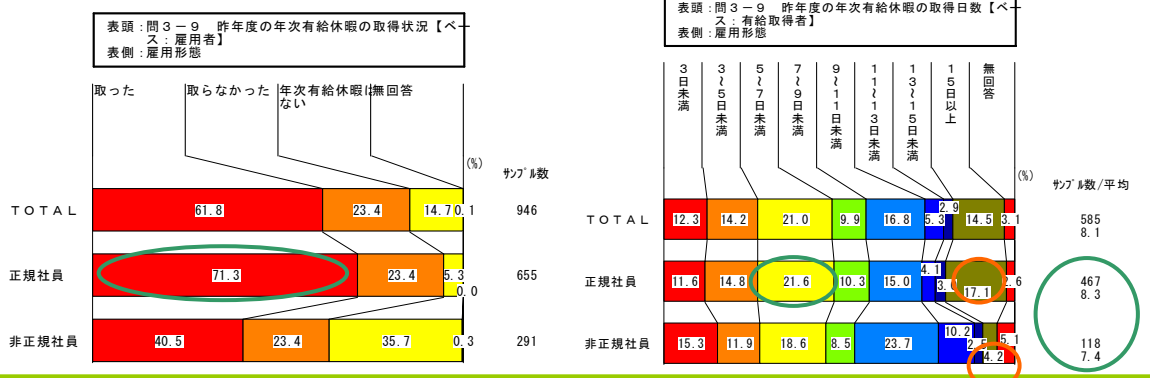 表頭：問３－９　昨年度の年次有給休暇の取得状況【ベー
ス：雇用者】
表側：雇用形態
取った
取らなかった
年次有給休暇は
ない
無回答
(%)
ｻﾝﾌﾟﾙ数
ＴＯＴＡＬ
61.8
23.4
14.7
0.1
946
正規社員
71.3
23.4
5.3
0.0
655
非正規社員
40.5
23.4
35.7
0.3
291
表頭：問３－９　昨年度の年次有給休暇の取得日数【ベー
ス：有給取得者】
表側：雇用形態
３日未満
３～５日未満
５～７日未満
７～９日未満
９～１１日未満
１１～１３日未満
１３～１５日未満
１５日以上
無回答
(%)
ｻﾝﾌﾟﾙ数/平均
ＴＯＴＡＬ
12.3
14.2
21.0
9.9
16.8
5.3
2.9
14.5
3.1
585
8.1
正規社員
11.6
14.8
21.6
10.3
15.0
4.1
17.1
2.6
467
8.3
非正規社員
15.3
11.9
18.6
8.5
23.7
10.2
2.5
4.2
5.1
118
7.4